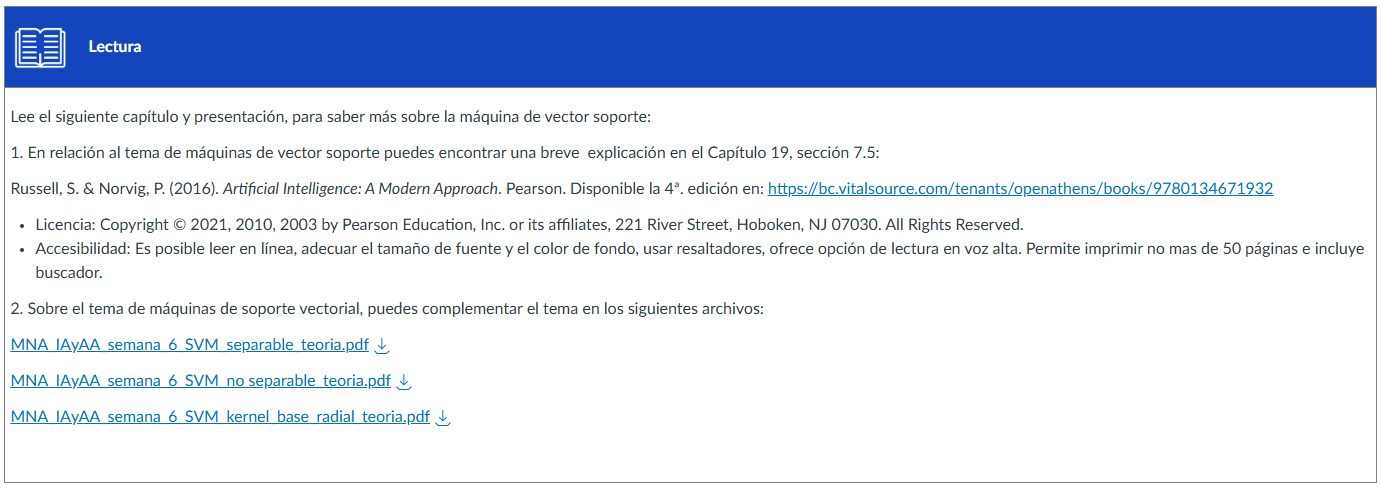 Lectura
Lee el siguiente capítulo y presentación, para saber más sobre la máquina de vector soporte:
1. En relación al tema de máquinas de vector soporte puedes encontrar una breve  explicación en el Capítulo 19, sección 7.5:
Russell, S. & Norvig, P. (2016). Artificial Intelligence: A Modern Approach. Pearson. Disponible la 4ª. edición en: https://bc.vitalsource.com/tenants/openathens/books/9780134671932
• Licencia: Copyright © 2021, 2010, 2003 by Pearson Education, Inc. or its affiliates, 221 River Street, Hoboken, NJ 07030. All Rights Reserved.
• Accesibilidad: Es posible leer en línea, adecuar el tamaño de fuente y el color de fondo, usar resaltadores, ofrece opción de lectura en voz alta. Permite imprimir no mas de 50 páginas e incluye
buscador.
2. Sobre el tema de máquinas de soporte vectorial, puedes complementar el tema en los siguientes archivos:
MNA_IAyAA_semana_6_SVM_separable_teoria.pdf
MNA_IAyAA_semana_6_SVM_no separable_teoria.pdf
MNA_IAyAA_semana_6_SVM_kernel_base_radial_teoria.pdf